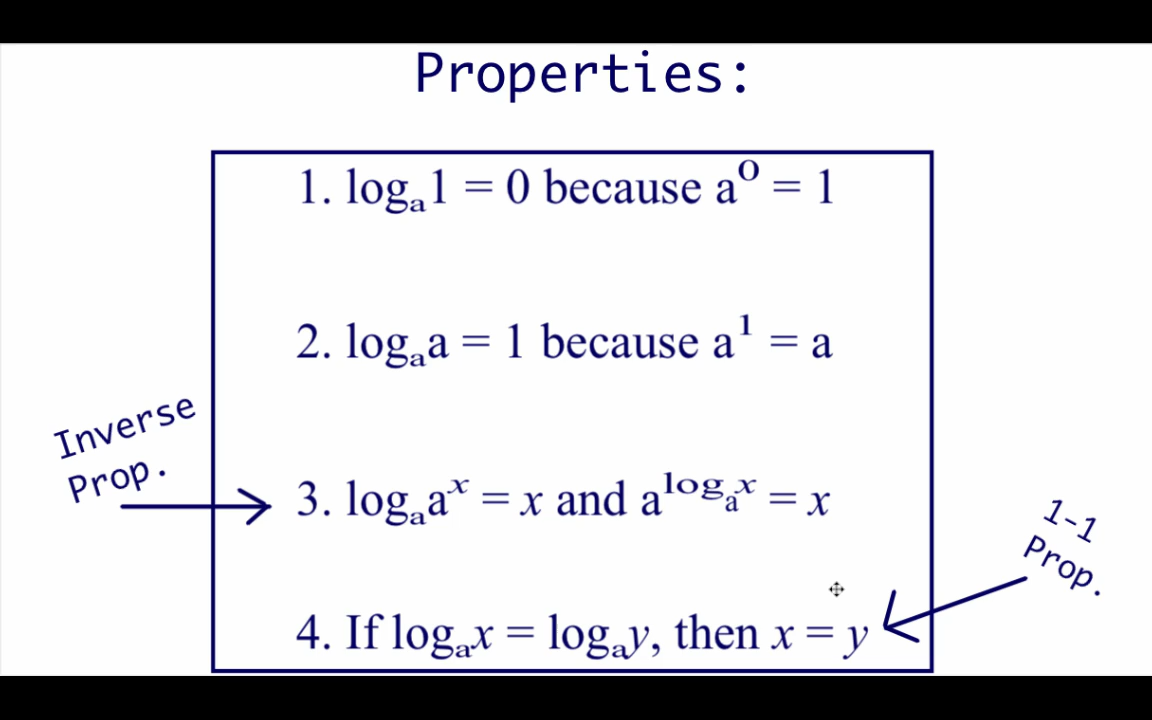 Properties:
1. logₐ1 = 0 because a⁰ = 1
2. logₐa = 1 because a¹ = a
Inverse
Prop.
3. logₐaˣ = x and a^(logₐx) = x
1-1
Prop.
4. If logₐx = logₐy, then x = y